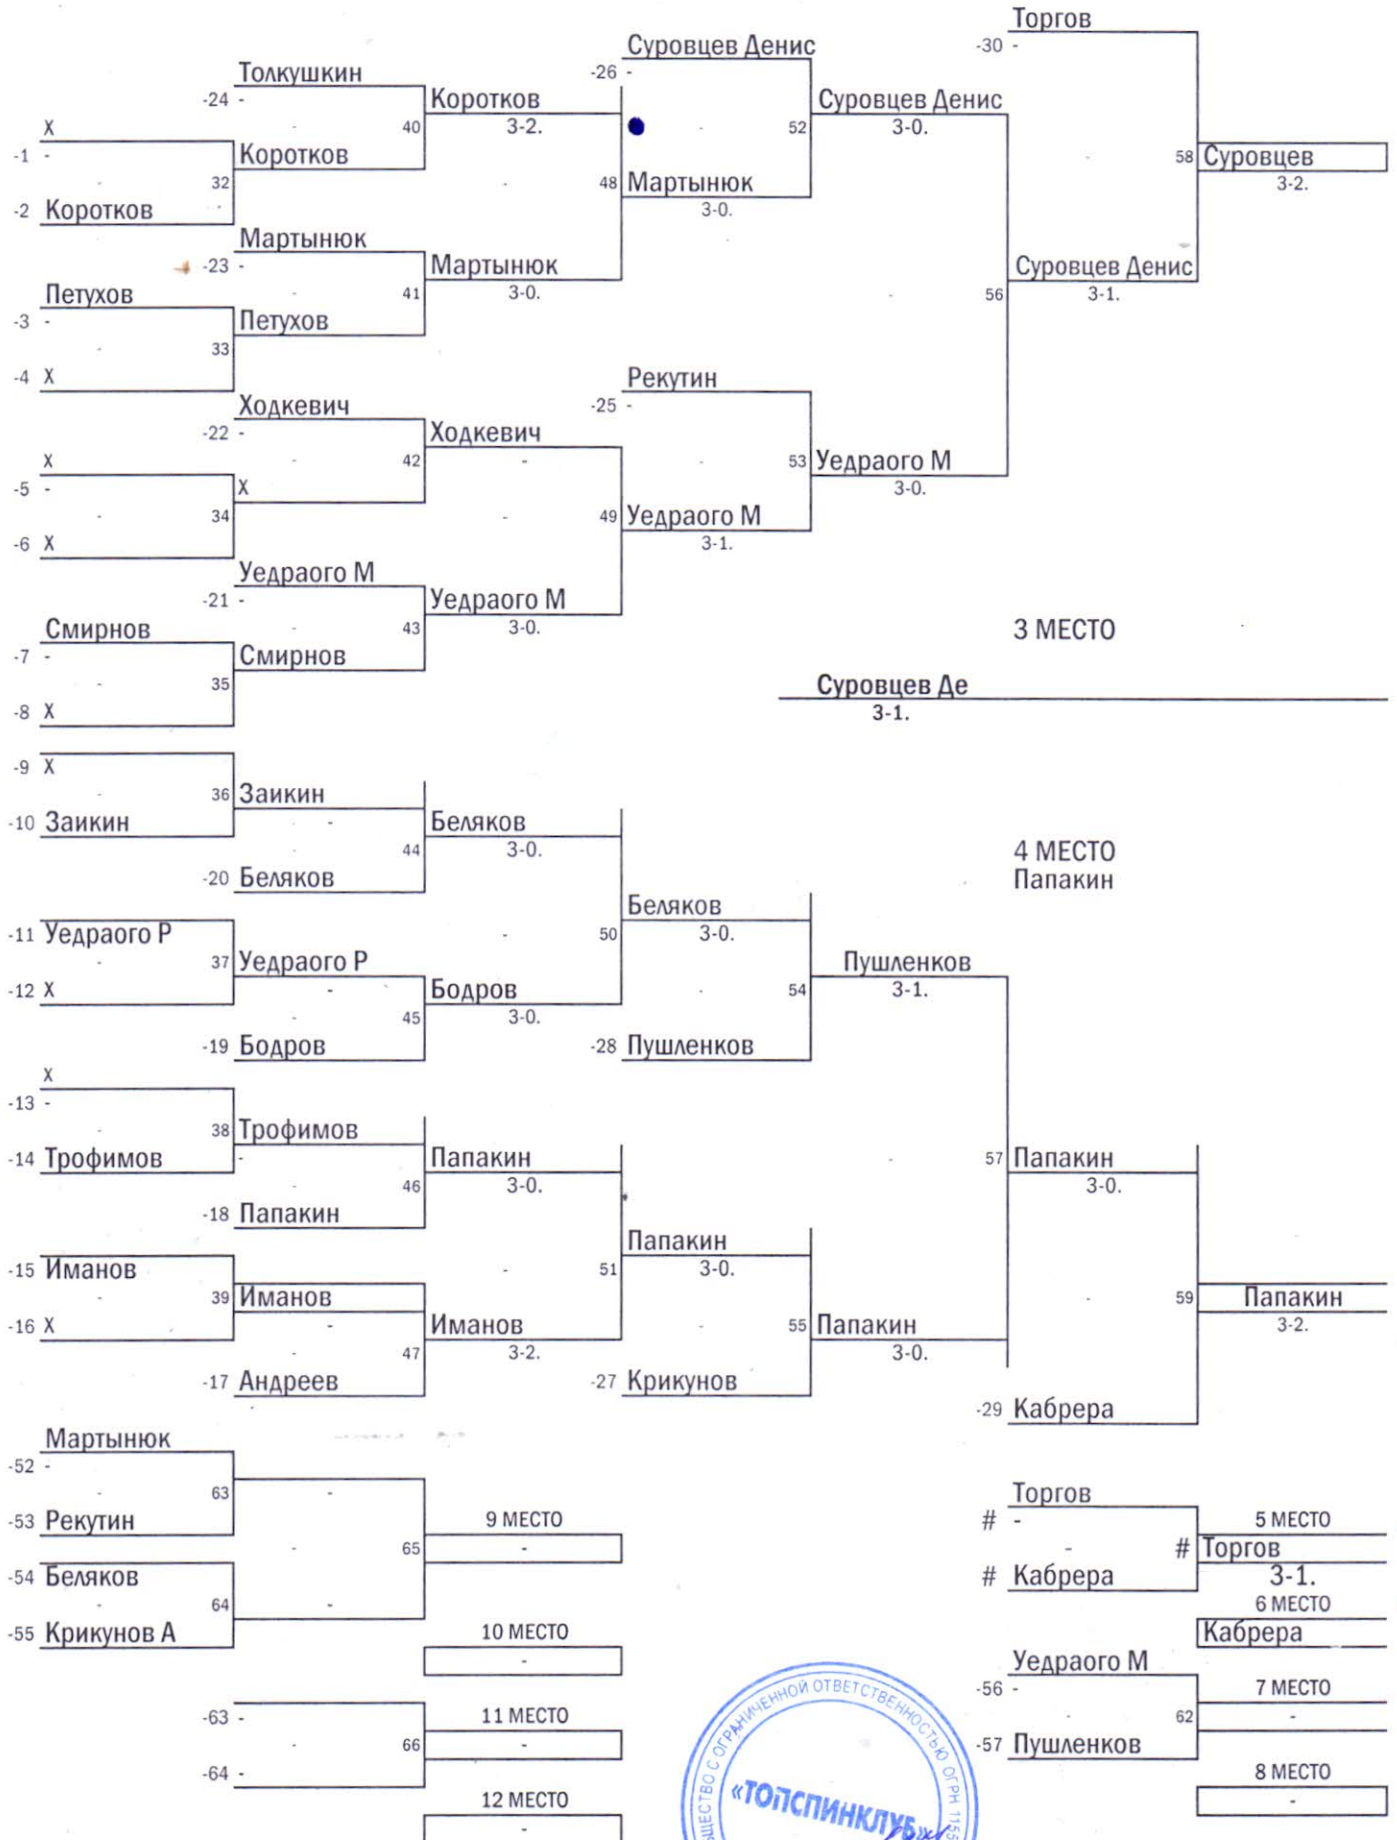 Торгов
-30 -
Суровцев Денис
-26 -
Толкушкин
-24 -
Коротков
3-2.
40
Суровцев Денис
3-0.
52
X
-1 -
Коротков
32
-2 Коротков
48 Мартынюк
3-0.
58 Суровцев
3-2.
Мартынюк
-23 -
Мартынюк
3-0.
41
Суровцев Денис
3-1.
56
Петухов
-3 -
Петухов
33
-4 X
Рекутин
-25 -
Ходкевич
-22 -
Ходкевич
-
42
53 Уедраого М
3-0.
X
-5 -
X
34
-6 X
49 Уедраого М
3-1.
Уедраого М
-21 -
Уедраого М
3-0.
43
Смирнов
-7 -
Смирнов
35
-8 X
3 МЕСТО
Суровцев Де
3-1.
-9 X
36 Заикин
-
-10 Заикин
Беляков
3-0.
44
-20 Беляков
4 МЕСТО
Папакин
-11 Уедраого Р
-
37 Уедраого Р
-
-12 X
Беляков
50 3-0.
Пушленков
54 3-1.
Бодров
45 3-0.
-19 Бодров
-28 Пушленков
X
-13 -
38 Трофимов
-
-14 Трофимов
Папакин
46 3-0.
-18 Папакин
57 Папакин
3-0.
-15 Иманов
-
39 Иманов
-
-16 X
Папакин
51 3-0.
Иманов
3-2.
47
-17 Андреев
55 Папакин
3-0.
-27 Крикунов
59 Папакин
3-2.
-29 Кабрера
Мартынюк
-52 -
-
63
-53 Рекутин
-54 Беляков
-
64
-55 Крикунов А
65
9 МЕСТО
-
10 МЕСТО
-
-63 -
66
-64 -
11 МЕСТО
-
12 МЕСТО
-
Торгов
# -
-
# Кабрера
5 МЕСТО
# Торгов
3-1.
6 МЕСТО
Кабрера
Уедраого М
-56 -
62
-57 Пушленков
7 МЕСТО
-
8 МЕСТО
-
С ОГРАНИЧЕННОЙ ОТВЕТСТВЕННОСТЬЮ ОГРН 1155
«ТОПСПИНКЛУБ»